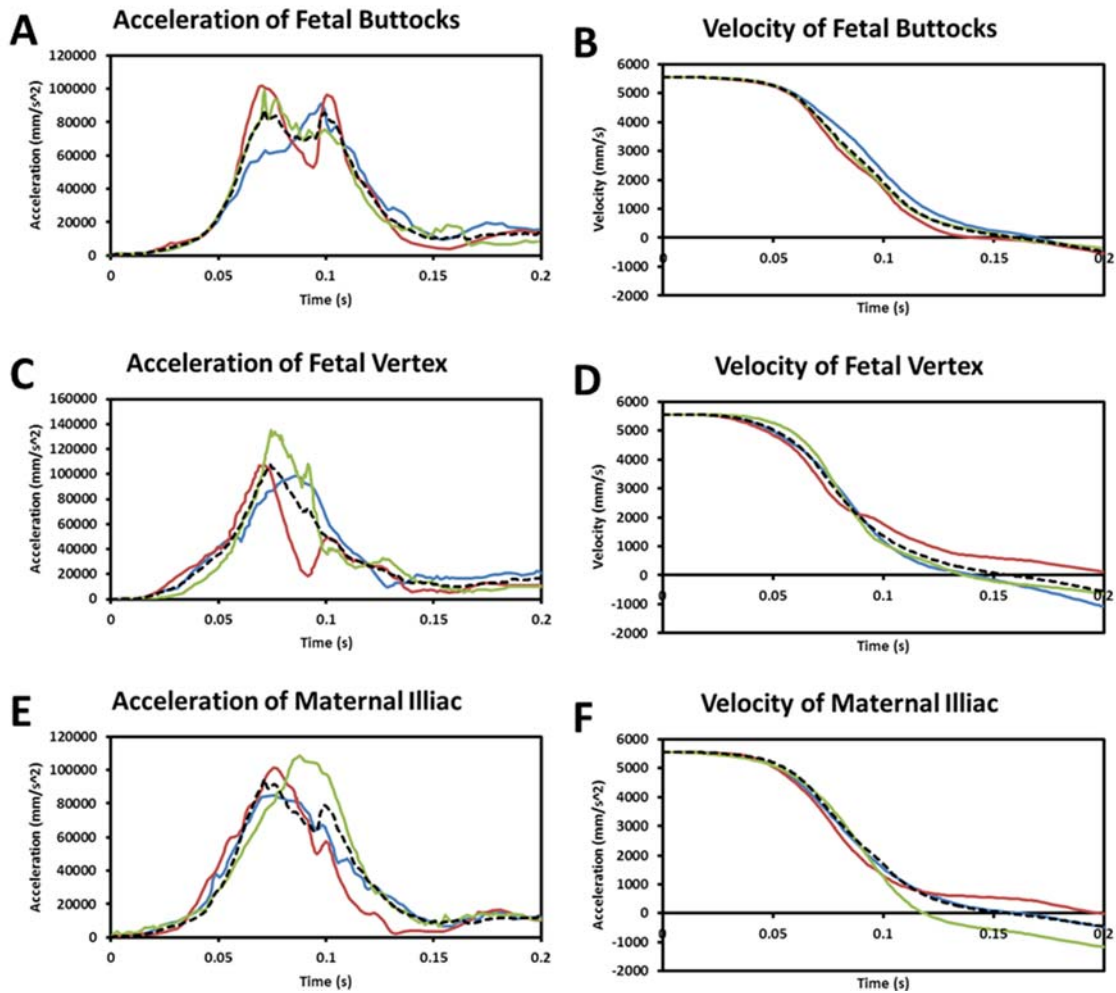 A
Acceleration of Fetal Buttocks
120000
100000
80000
60000
40000
20000
0
Acceleration (mm/s^2)
0 0.05 0.1 0.15 0.2
Time (s)
B
Velocity of Fetal Buttocks
6000
5000
4000
3000
2000
1000
0
-1000
-2000
Velocity (mm/s)
0.05 0.1 0.15 0.2
Time (s)
C
Acceleration of Fetal Vertex
160000
140000
120000
100000
80000
60000
40000
20000
0
Acceleration (mm/s^2)
0 0.05 0.1 0.15 0.2
Time (s)
D
Velocity of Fetal Vertex
6000
5000
4000
3000
2000
1000
0
-1000
-2000
Velocity (mm/s)
0.05 0.1 0.15 0.2
Time (s)
E
Acceleration of Maternal Illiac
120000
100000
80000
60000
40000
20000
0
Acceleration (mm/s^2)
0 0.05 0.1 0.15 0.2
Time (s)
F
Velocity of Maternal Illiac
6000
5000
4000
3000
2000
1000
0
-1000
-2000
Acceleration (mm/s^2)
0.05 0.1 0.15 0.2
Time (s)